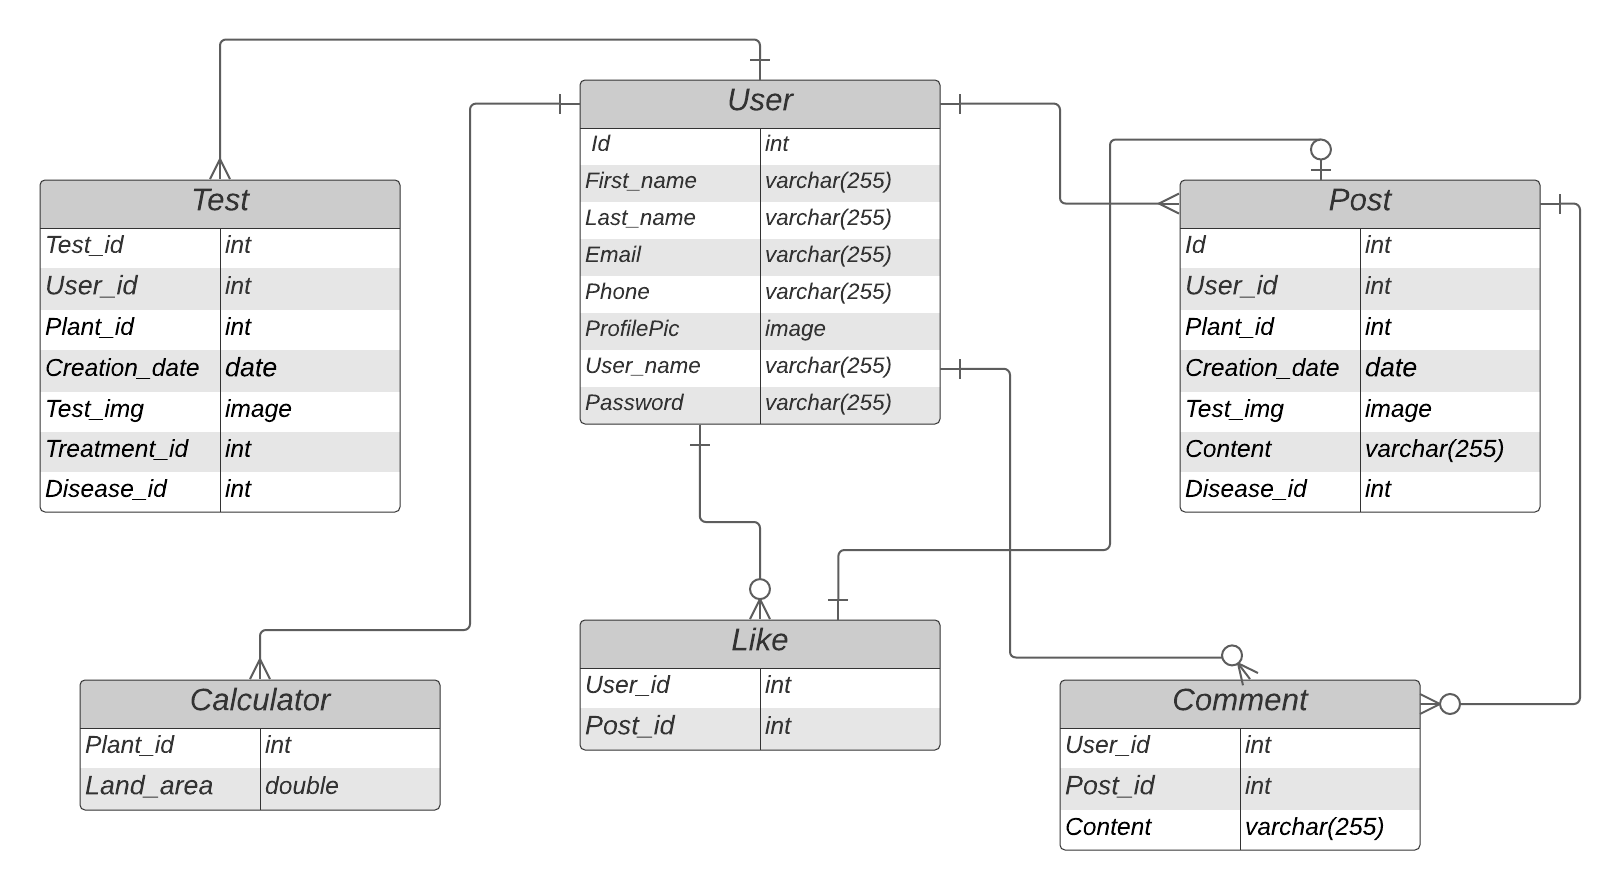 User
Id int
First_name varchar(255)
Last_name varchar(255)
Email varchar(255)
Phone varchar(255)
ProfilePic image
User_name varchar(255)
Password varchar(255)
Test
Test_id int
User_id int
Plant_id int
Creation_date date
Test_img image
Treatment_id int
Disease_id int
Post
Id int
User_id int
Plant_id int
Creation_date date
Test_img image
Content varchar(255)
Disease_id int
Calculator
Plant_id int
Land_area double
Like
User_id int
Post_id int
Comment
User_id int
Post_id int
Content varchar(255)